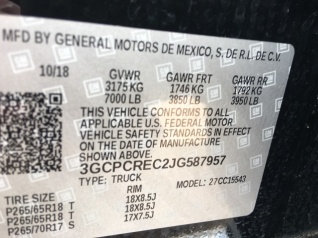 MFD BY GENERAL MOTORS DE MEXICO, S. DE R.L. DE C.V.
10/18 GVWR GAWR FRT GAWR RR
3175 KG 1746 KG 1792 KG
7000 LB 3850 LB 3950 LB
THIS VEHICLE CONFORMS TO ALL
APPLICABLE U.S. FEDERAL MOTOR
VEHICLE SAFETY STANDARDS IN EFFECT
ON THE DATE OF MANUFACTURE
SHOWN ABOVE.
3GCPCREC2JG587957
TYPE: TRUCK MODEL: 27CC15543
TIRE SIZE RIM
P265/65R18 T 18X8.5J
P265/65R18 T 18X8.5J
P265/70R17 S 17X7.5J